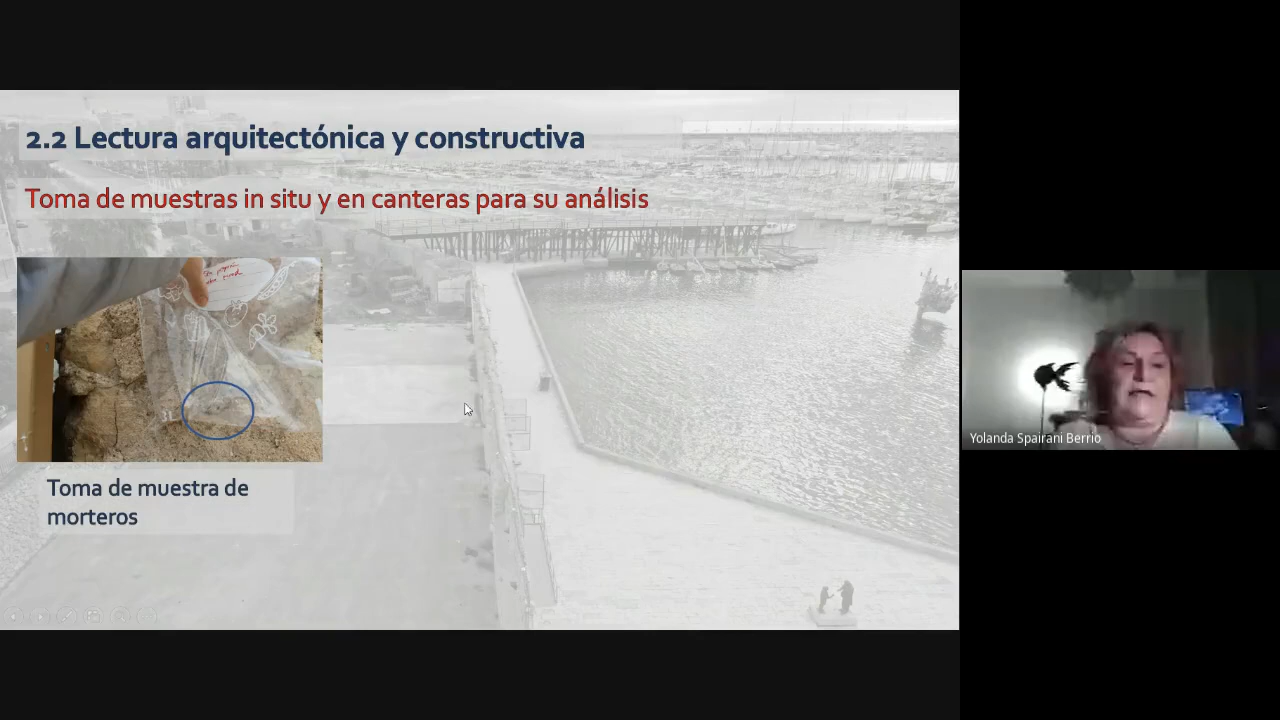 2.2 Lectura arquitectónica y constructiva
Toma de muestras in situ y en canteras para su análisis
Toma de muestra de
morteros
Yolanda Spairani Berrio